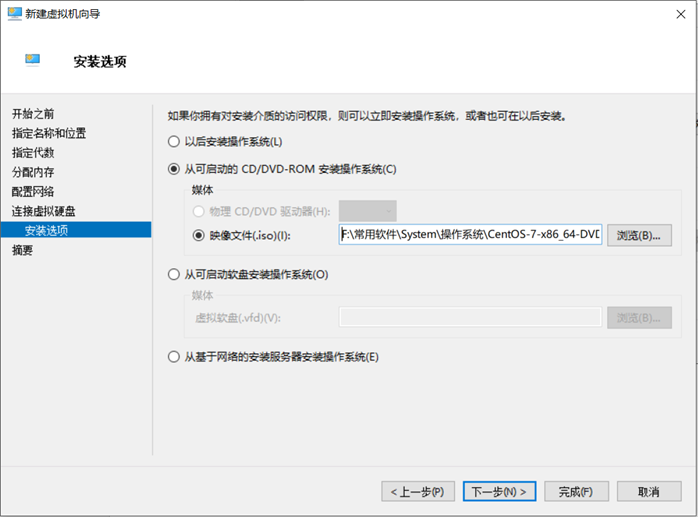 新建虚拟机向导
安装选项
开始之前
指定名称和位置
指定代数
分配内存
配置网络
连接虚拟硬盘
安装选项
摘要
如果你拥有对安装介质的访问权限，则可以立即安装操作系统，或者也可在以后安装。
以后安装操作系统(L)
从可启动的 CD/DVD-ROM 安装操作系统(C)
媒体
物理 CD/DVD 驱动器(H):
映像文件(.iso)(I): F:\常用软件\System\操作系统\CentOS-7-x86_64-DVD 浏览(B)...
从可启动软盘安装操作系统(O)
媒体
虚拟软盘(.vfd)(V): 浏览(B)...
从基于网络的安装服务器安装操作系统(E)
< 上一步(P) 下一步(N) > 完成(F) 取消